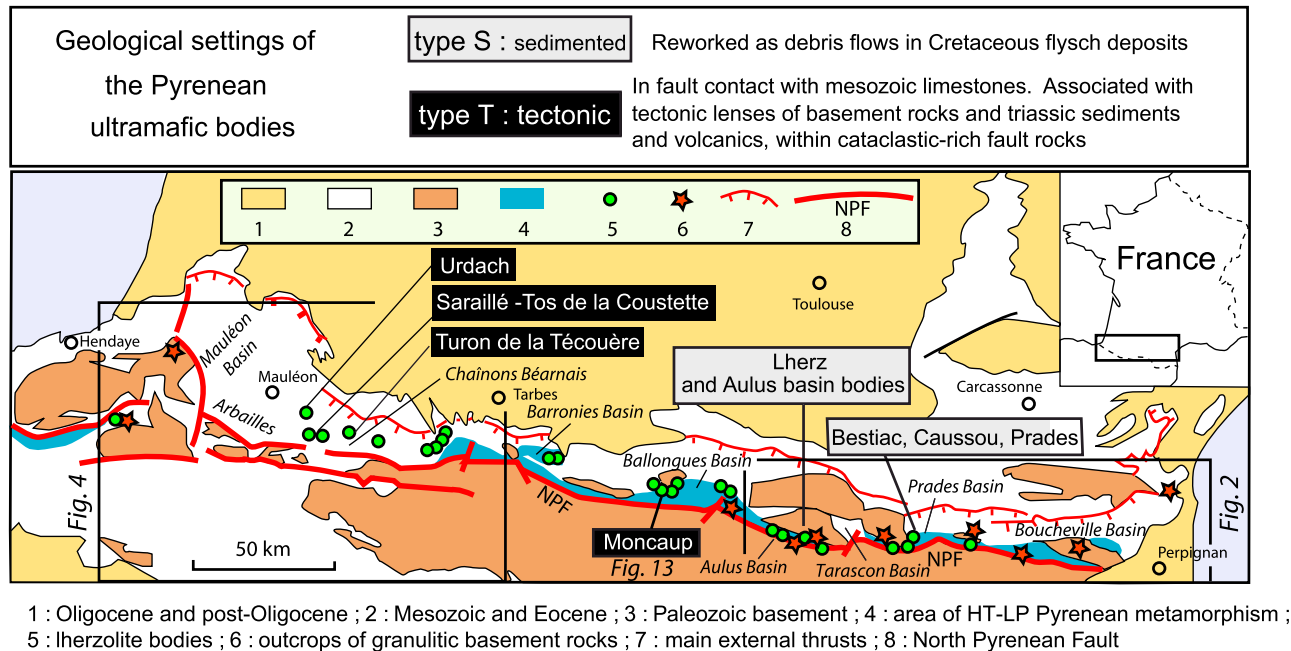 Geological settings of
the Pyrenean
ultramafic bodies
type S : sedimented
Reworked as debris flows in Cretaceous flysch deposits
type T : tectonic
In fault contact with mesozoic limestones. Associated with
tectonic lenses of basement rocks and triassic sediments
and volcanics, within cataclastic-rich fault rocks
1 2 3 4 5 6 7 8
NPF
France
Urdach
Saraillé -Tos de la Coustette
Turon de la Técouère
Toulouse
Hendaye
Mauléon
Basin
Mauléon
Arbailles
Chaînons Béarnais
Tarbes
Barronies Basin
Lherz
and Aulus basin bodies
Carcassonne
Bestiac, Caussou, Prades
Ballongues Basin
Prades Basin
Boucheville Basin
Fig. 4
Fig. 2
NPF
50 km
Moncaup
Fig. 13
Aulus Basin
Tarascon Basin
NPF
Perpignan
1 : Oligocene and post-Oligocene ; 2 : Mesozoic and Eocene ; 3 : Paleozoic basement ; 4 : area of HT-LP Pyrenean metamorphism ;
5 : lherzolite bodies ; 6 : outcrops of granulitic basement rocks ; 7 : main external thrusts ; 8 : North Pyrenean Fault